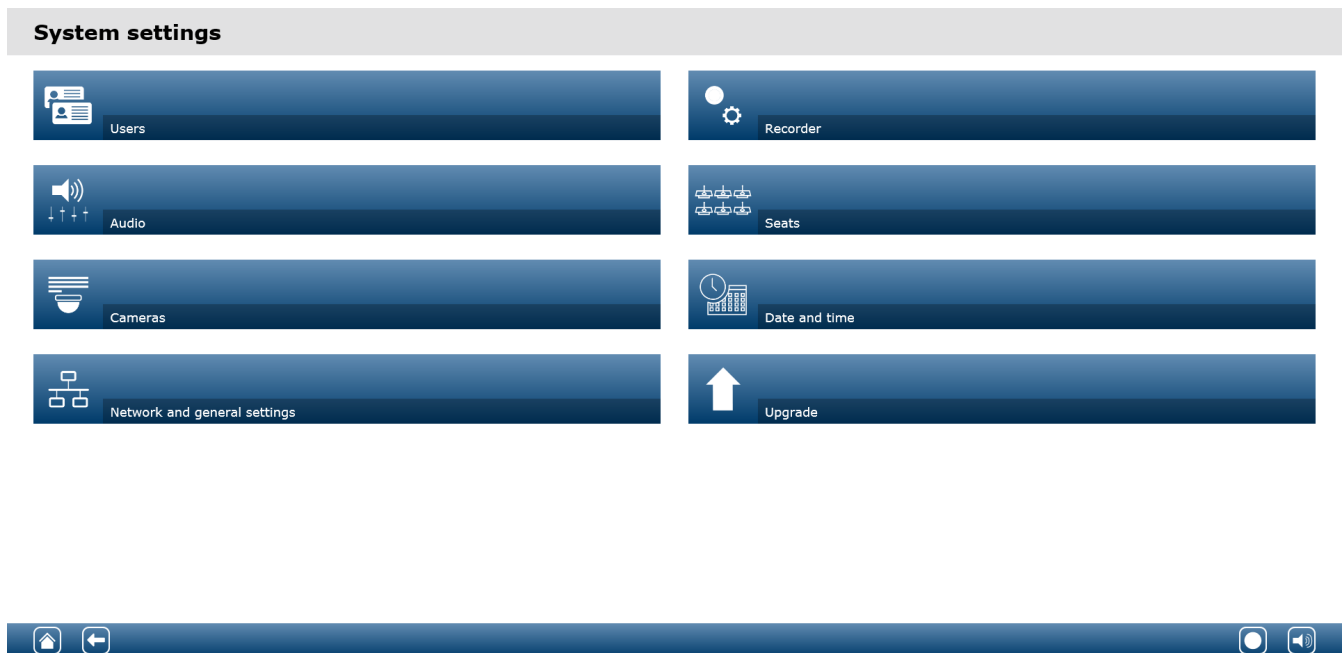 System settings
Users
Recorder
Audio
Seats
Cameras
Date and time
Network and general settings
Upgrade